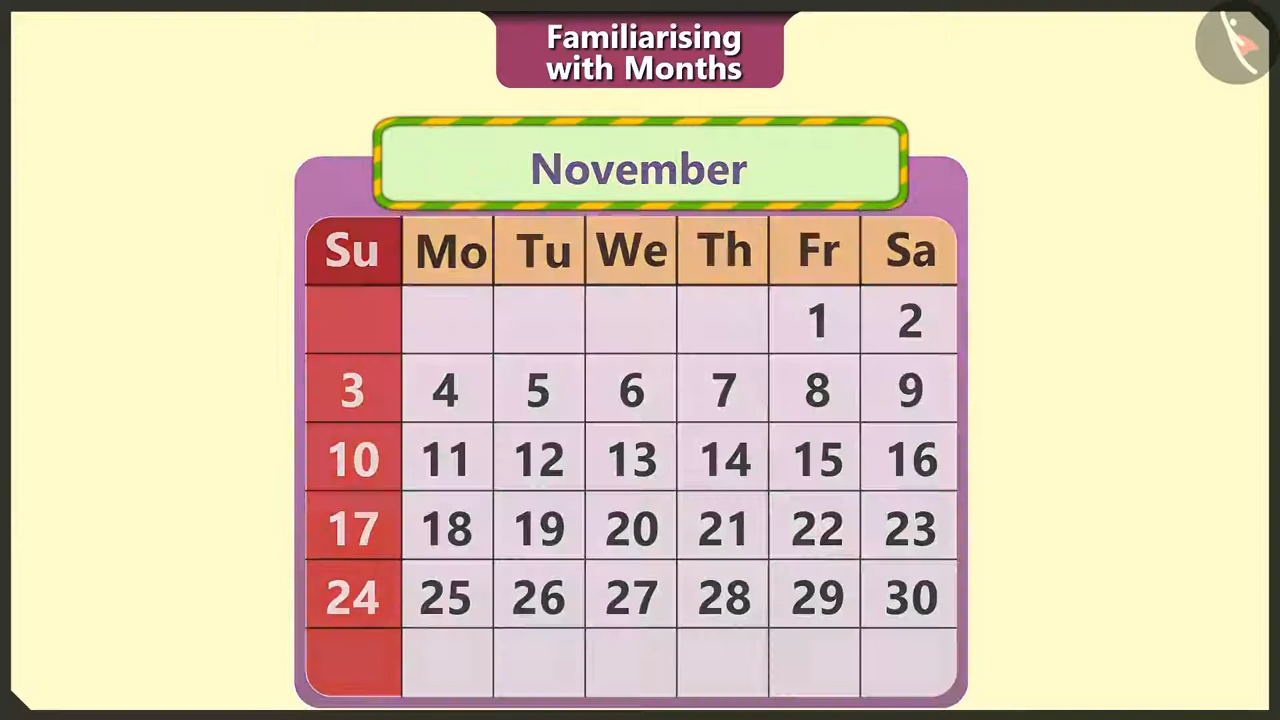 Familiarising
with Months
November
Su Mo Tu We Th Fr Sa
1 2
3 4 5 6 7 8 9
10 11 12 13 14 15 16
17 18 19 20 21 22 23
24 25 26 27 28 29 30